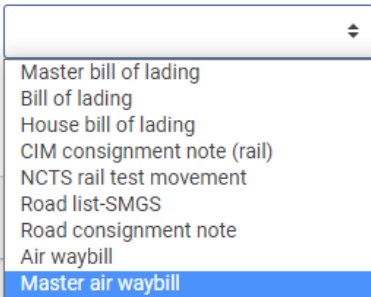 Master bill of lading
Bill of lading
House bill of lading
CIM consignment note (rail)
NCTS rail test movement
Road list-SMGS
Road consignment note
Air waybill
Master air waybill